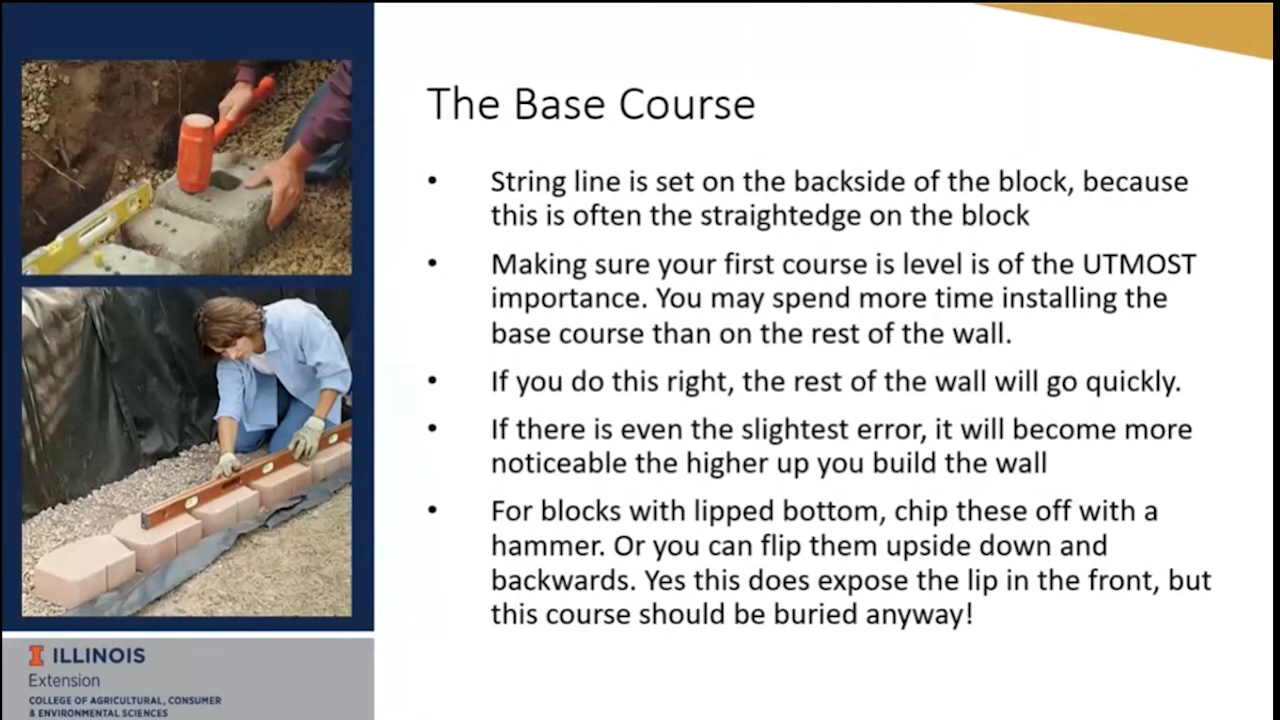 The Base Course
• String line is set on the backside of the block, because
this is often the straightedge on the block
• Making sure your first course is level is of the UTMOST
importance. You may spend more time installing the
base course than on the rest of the wall.
• If you do this right, the rest of the wall will go quickly.
• If there is even the slightest error, it will become more
noticeable the higher up you build the wall
• For blocks with lipped bottom, chip these off with a
hammer. Or you can flip them upside down and
backwards. Yes this does expose the lip in the front, but
this course should be buried anyway!
I ILLINOIS
Extension
COLLEGE OF AGRICULTURAL, CONSUMER
& ENVIRONMENTAL SCIENCES